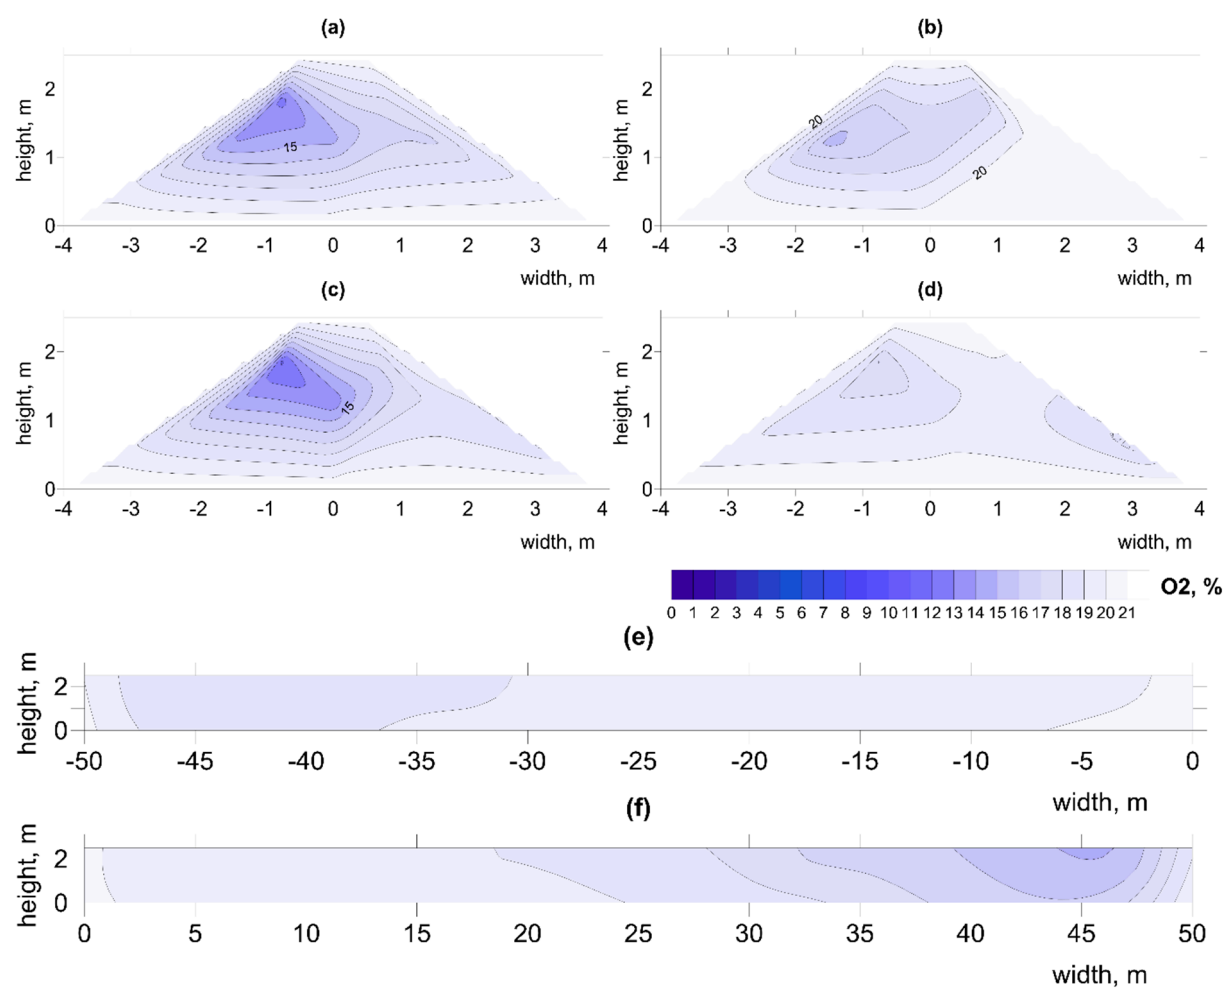 (a) (b)
height, m
2
1
0
15
-4 -3 -2 -1 0 1 2 3 4
width, m
height, m
2
1
0
20
20
-4 -3 -2 -1 0 1 2 3 4
width, m
(c) (d)
height, m
2
1
0
15
-4 -3 -2 -1 0 1 2 3 4
width, m
height, m
2
1
0
-4 -3 -2 -1 0 1 2 3 4
width, m
O2, %
0 1 2 3 4 5 6 7 8 9 10 11 12 13 14 15 16 17 18 19 20 21
(e)
height, m
2
0
-50 -45 -40 -35 -30 -25 -20 -15 -10 -5 0
width, m
(f)
height, m
2
0
0 5 10 15 20 25 30 35 40 45 50
width, m